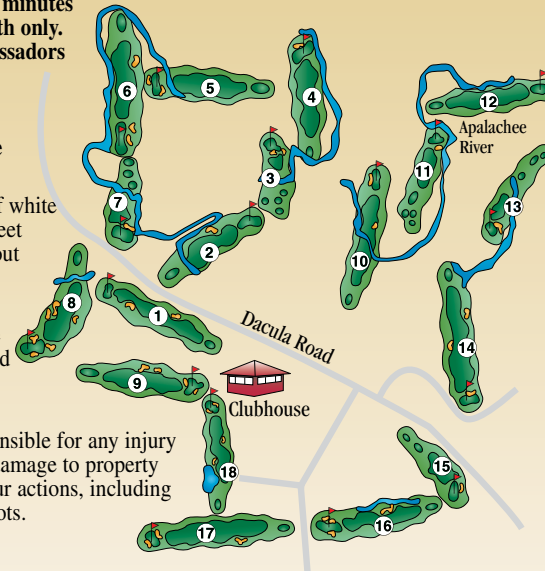 minutes
th only.
ssadors
e
f white
eet
out
d
nsible for any injury
damage to property
ur actions, including
ots.
6
5
4
12
Apalachee
River
3
11
7
13
2
10
8
1
Dacula Road
14
9
Clubhouse
18
15
16
17